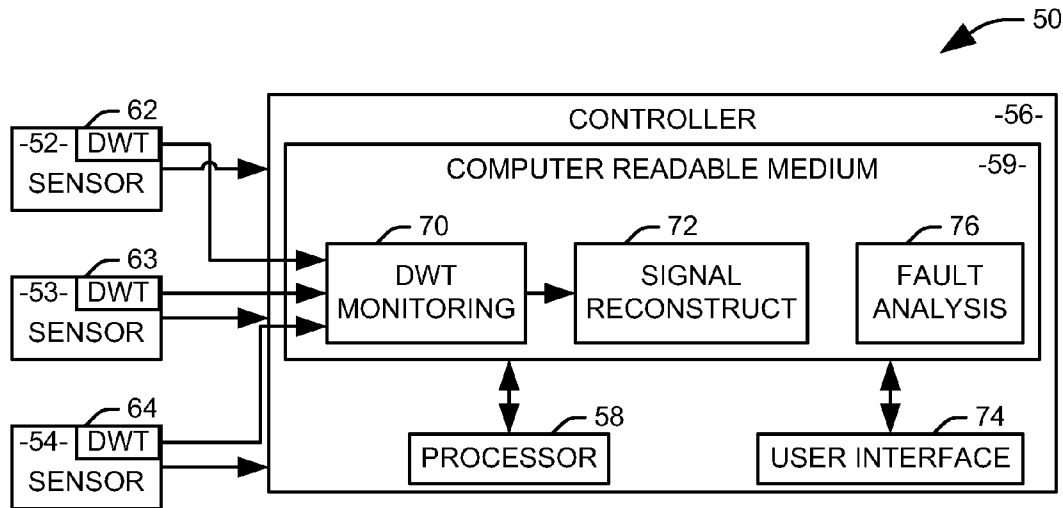 50
62
-52- DWT
SENSOR
63
-53- DWT
SENSOR
64
-54- DWT
SENSOR
CONTROLLER -56-
COMPUTER READABLE MEDIUM -59-
70
DWT
MONITORING
72
SIGNAL
RECONSTRUCT
76
FAULT
ANALYSIS
58
PROCESSOR
74
USER INTERFACE